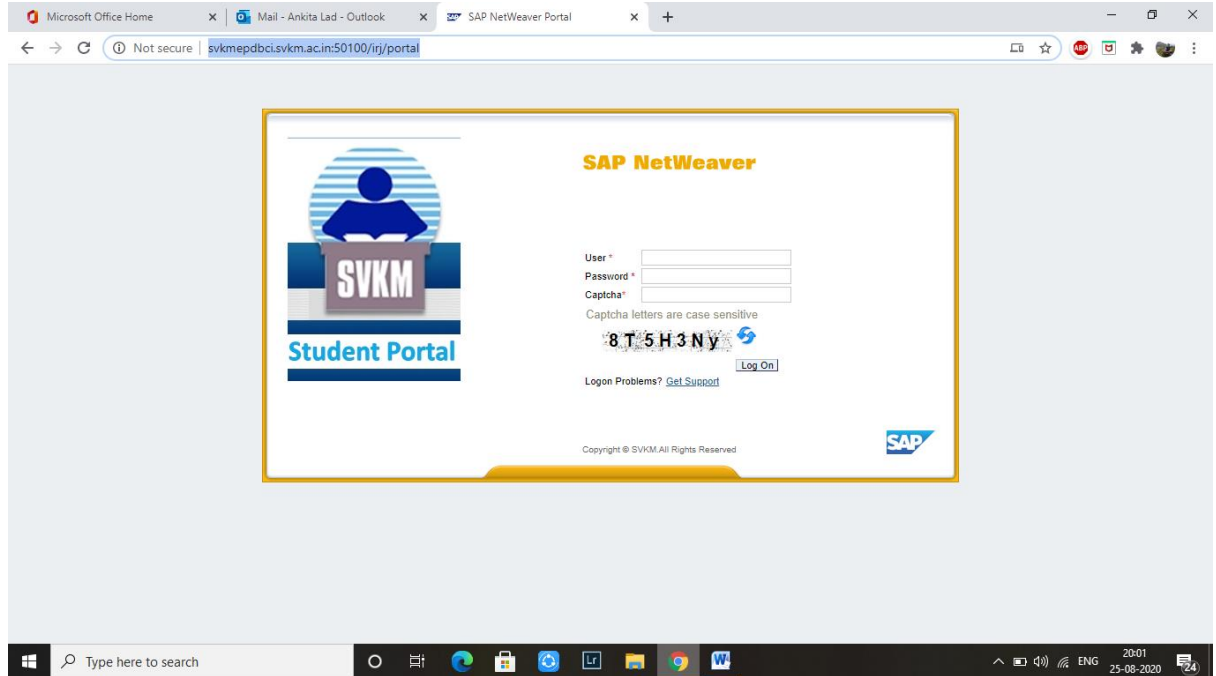 Microsoft Office Home
Mail - Ankita Lad - Outlook
SAP NetWeaver Portal
Not secure | svkmepdbci.svkm.ac.in:50100/irj/portal
ABP
SAP NetWeaver
SVKM
Student Portal
User *
Password *
Captcha*
Captcha letters are case sensitive
8T5H3Ny
Log On
Logon Problems? Get Support
Copyright © SVKM.All Rights Reserved
SAP
Type here to search
Lr
W
ENG
20:01
25-08-2020
24